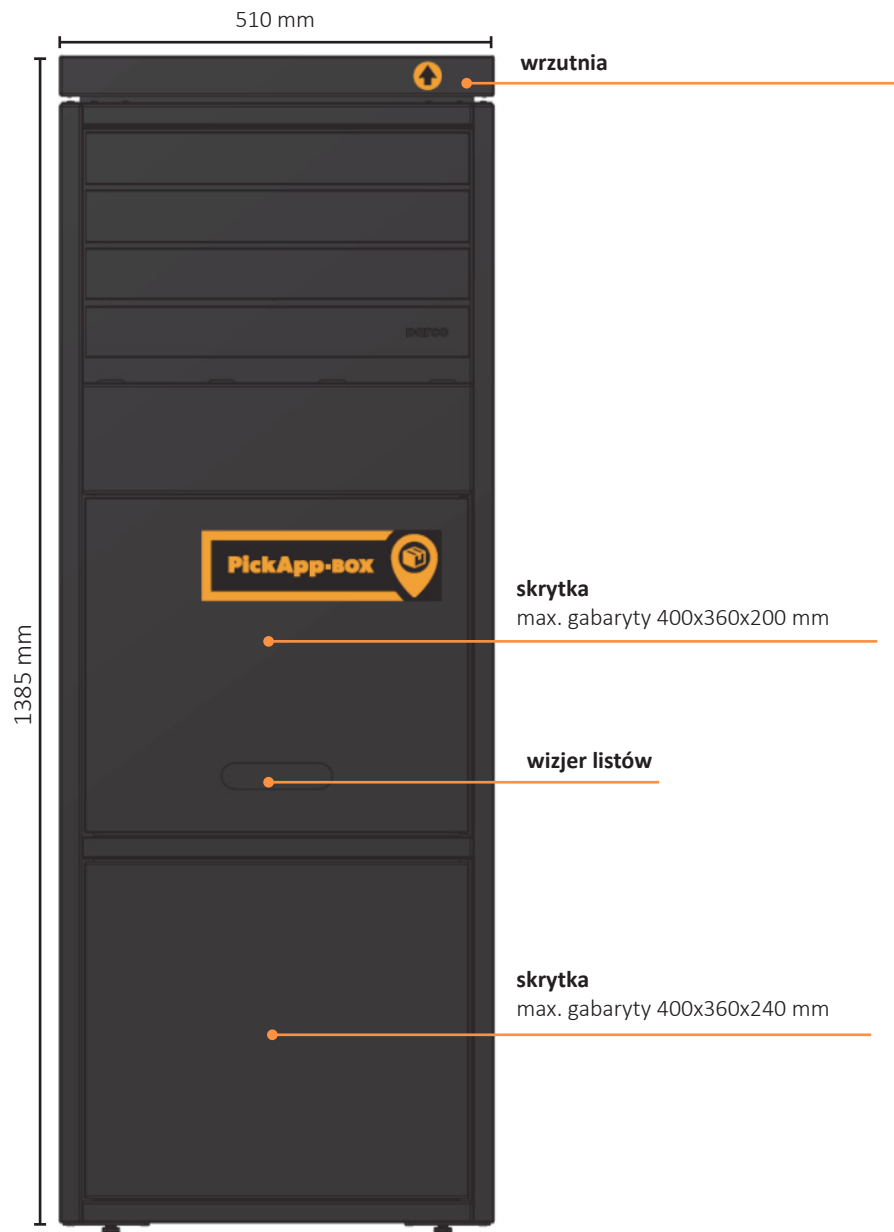 510 mm
wrzutnia
DARCO
PickApp-BOX
skrytka
max. gabaryty 400x360x200 mm
1385 mm
wizjer listów
skrytka
max. gabaryty 400x360x240 mm